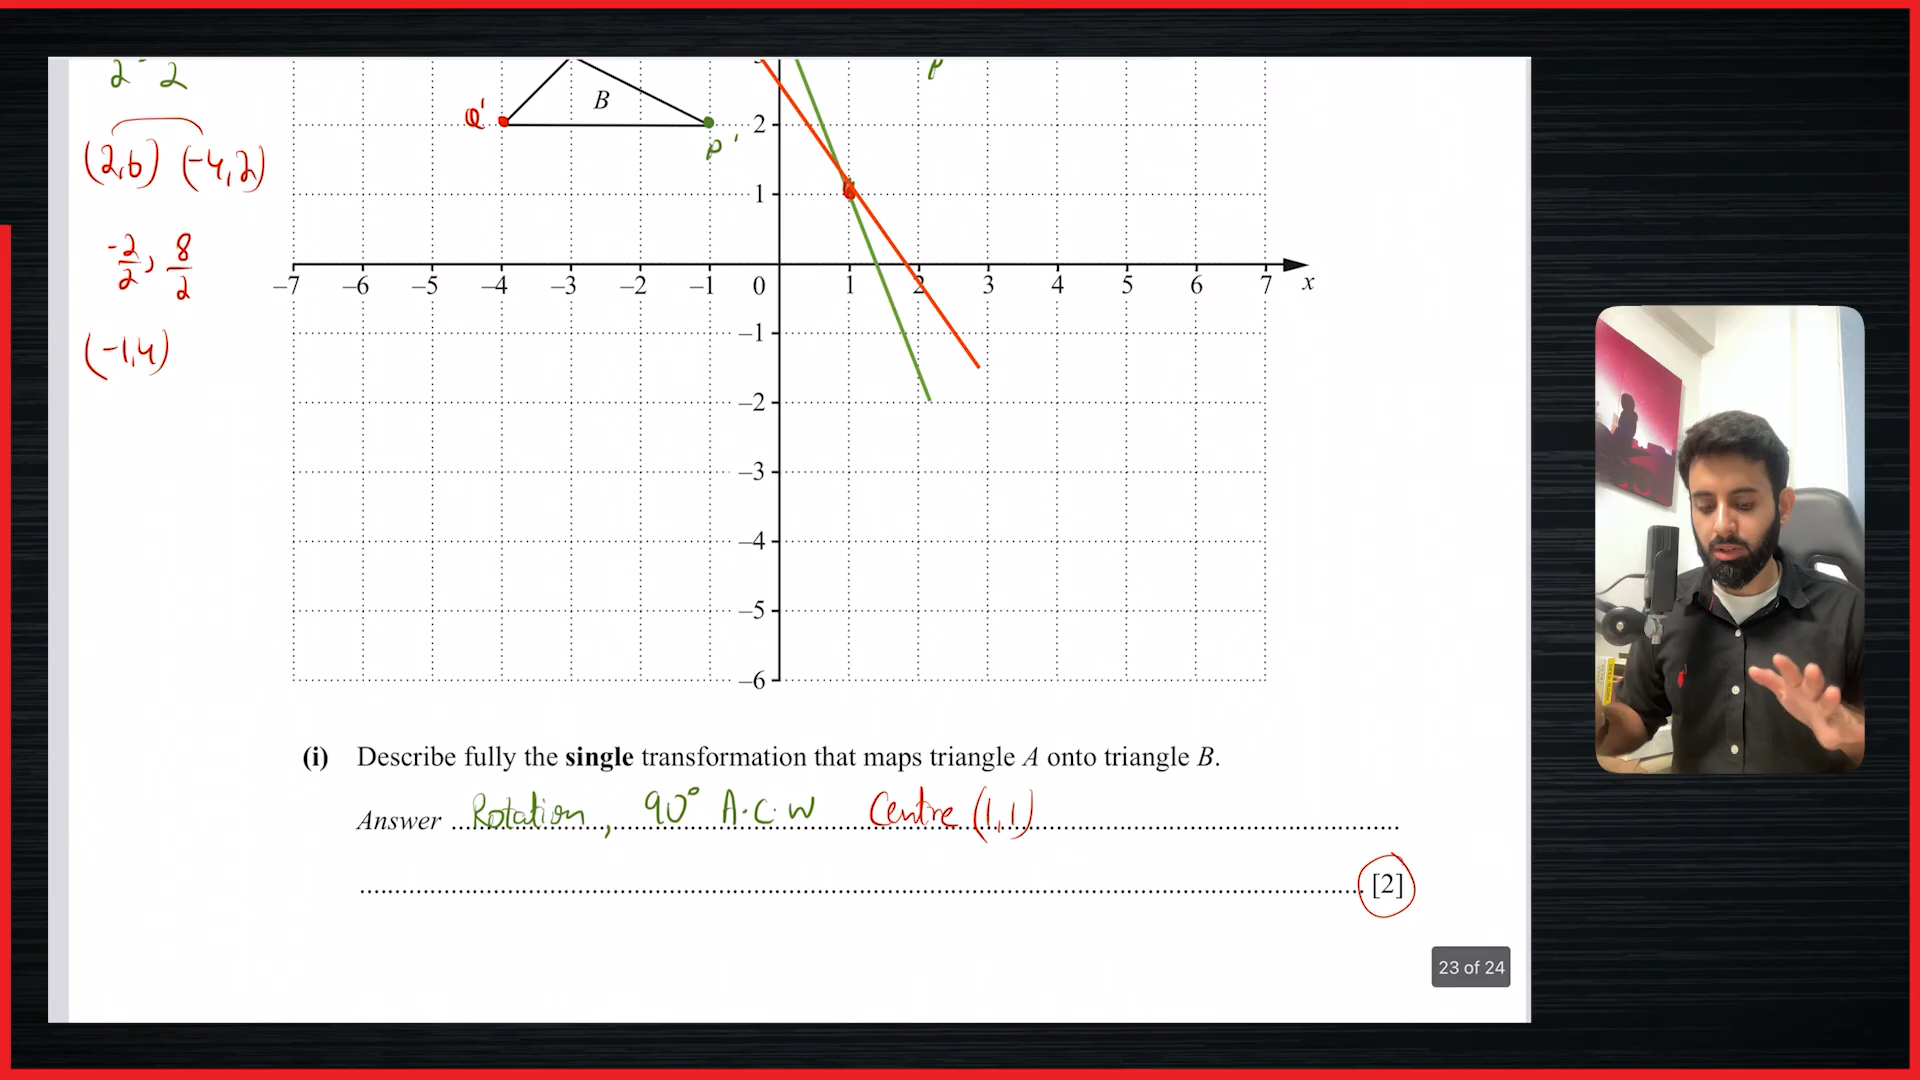 2 2
(2,6) (-4,2)
-2/2, 8/2
(-1,4)
B
Q'
P'
P
3
2
1
-7 -6 -5 -4 -3 -2 -1 0 1 2 3 4 5 6 7 x
-1
-2
-3
-4
-5
-6
(i) Describe fully the single transformation that maps triangle A onto triangle B.
Answer Rotation, 90° A.C.W Centre (1,1)
[2]
23 of 24